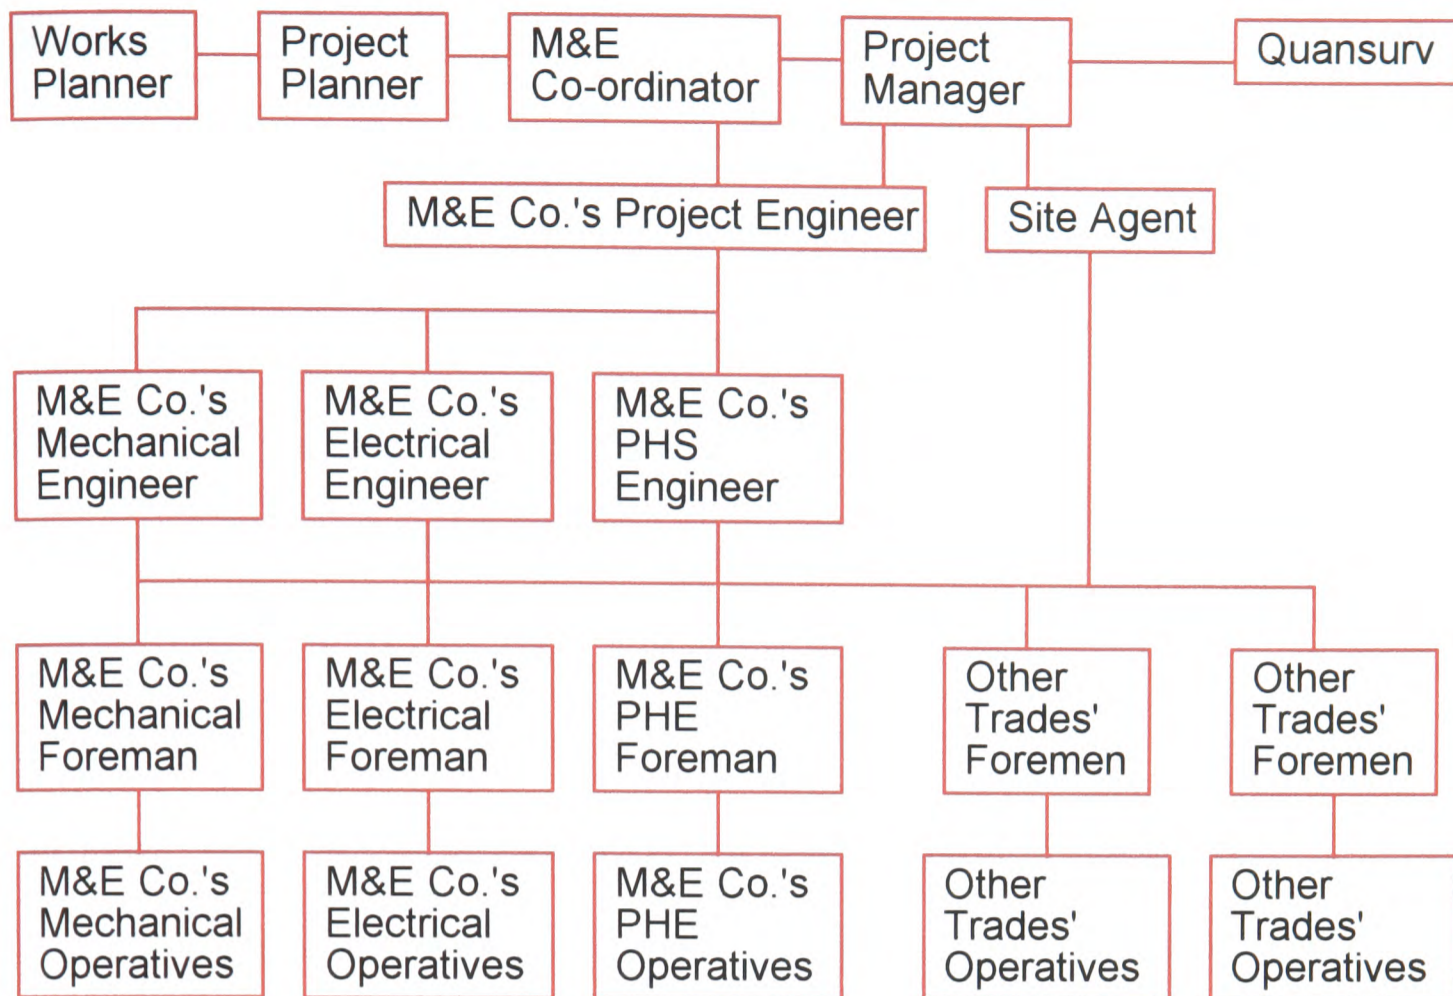 Works
Planner
Project
Planner
M&E
Co-ordinator
Project
Manager
Quansurv
M&E Co.'s Project Engineer
Site Agent
M&E Co.'s
Mechanical
Engineer
M&E Co.'s
Electrical
Engineer
M&E Co.'s
PHS
Engineer
M&E Co.'s
Mechanical
Foreman
M&E Co.'s
Electrical
Foreman
M&E Co.'s
PHE
Foreman
Other
Trades'
Foremen
Other
Trades'
Foremen
M&E Co.'s
Mechanical
Operatives
M&E Co.'s
Electrical
Operatives
M&E Co.'s
PHE
Operatives
Other
Trades'
Operatives
Other
Trades'
Operatives